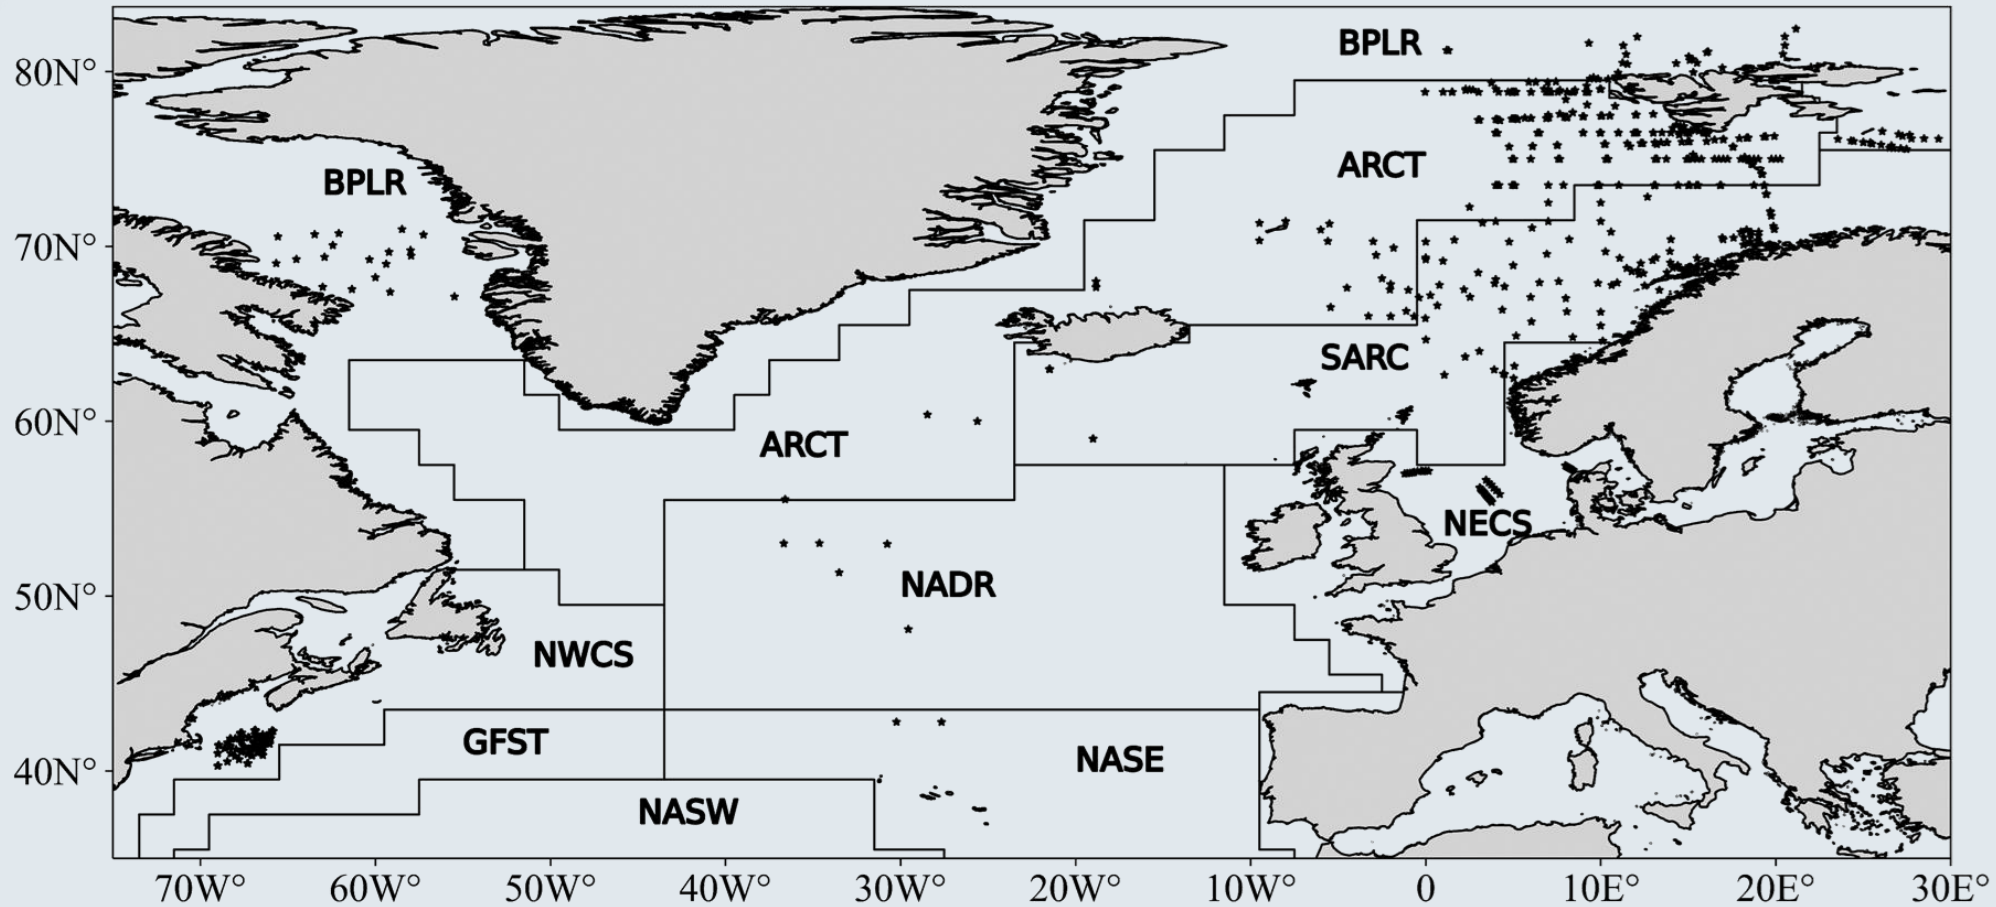 BPLR
80N°
ARCT
BPLR
70N°
SARC
60N°
ARCT
NECS
NADR
50N°
NWCS
GFST
NASE
40N°
NASW
70W° 60W° 50W° 40W° 30W° 20W° 10W° 0 10E° 20E° 30E°